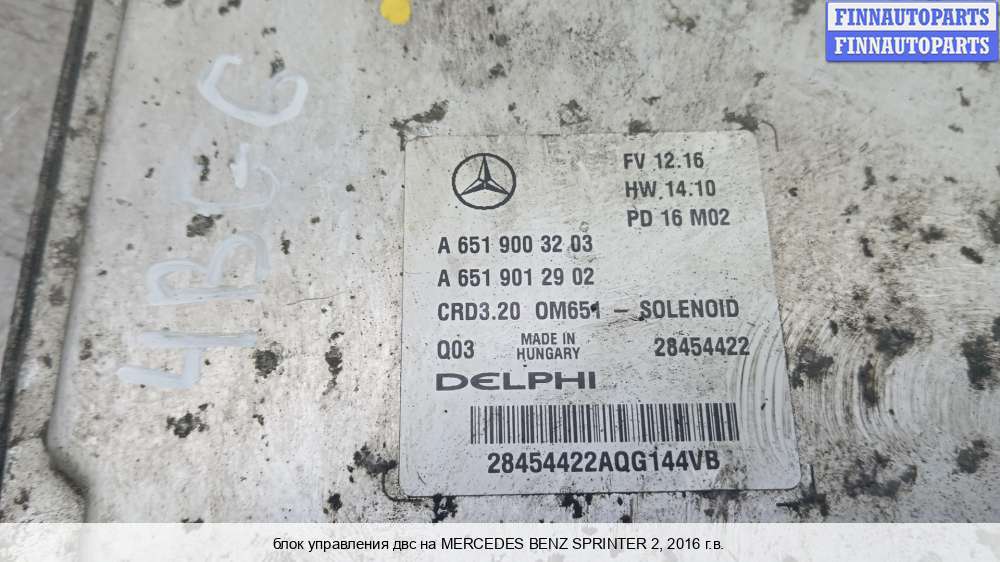 FINNAUTOPARTS
FINNAUTOPARTS
4BEG
FV 12.16
HW 14.10
PD 16 M02
A 651 900 32 03
A 651 901 29 02
CRD3.20 OM651 – SOLENOID
Q03 MADE IN HUNGARY 28454422
DELPHI
28454422AQG144VB
блок управления двс на MERCEDES BENZ SPRINTER 2, 2016 г.в.